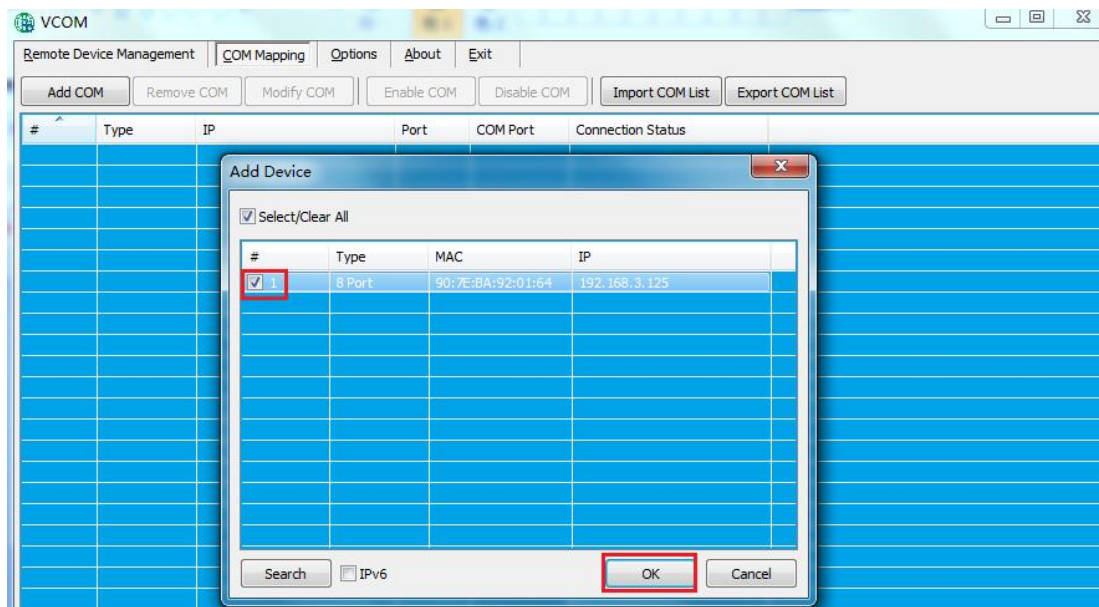 VCOM
Remote Device Management COM Mapping Options About Exit
Add COM Remove COM Modify COM Enable COM Disable COM Import COM List Export COM List
# Type IP Port COM Port Connection Status
Add Device
Select/Clear All
# Type MAC IP
1 8 Port 90:7E:BA:92:01:64 192.168.3.125
Search IPv6 OK Cancel